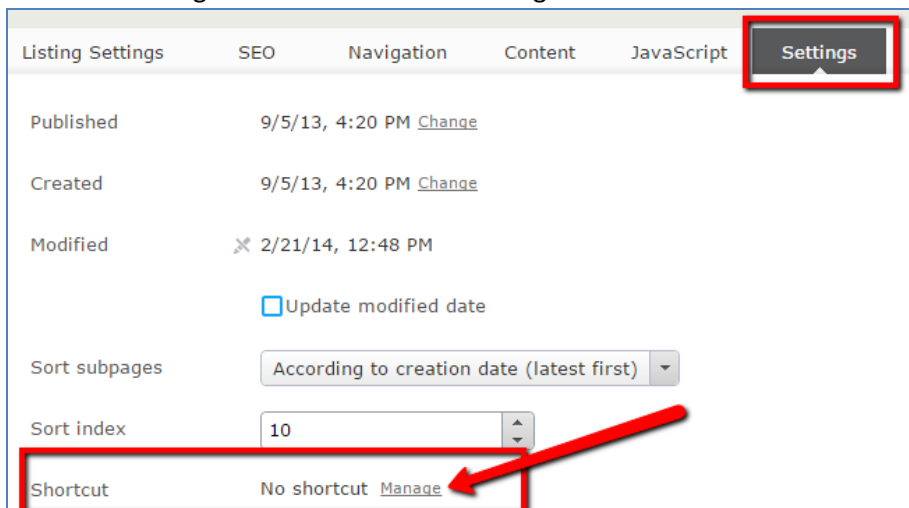 Listing Settings SEO Navigation Content JavaScript Settings
Published 9/5/13, 4:20 PM Change
Created 9/5/13, 4:20 PM Change
Modified 2/21/14, 12:48 PM
Update modified date
Sort subpages According to creation date (latest first)
Sort index 10
Shortcut No shortcut Manage